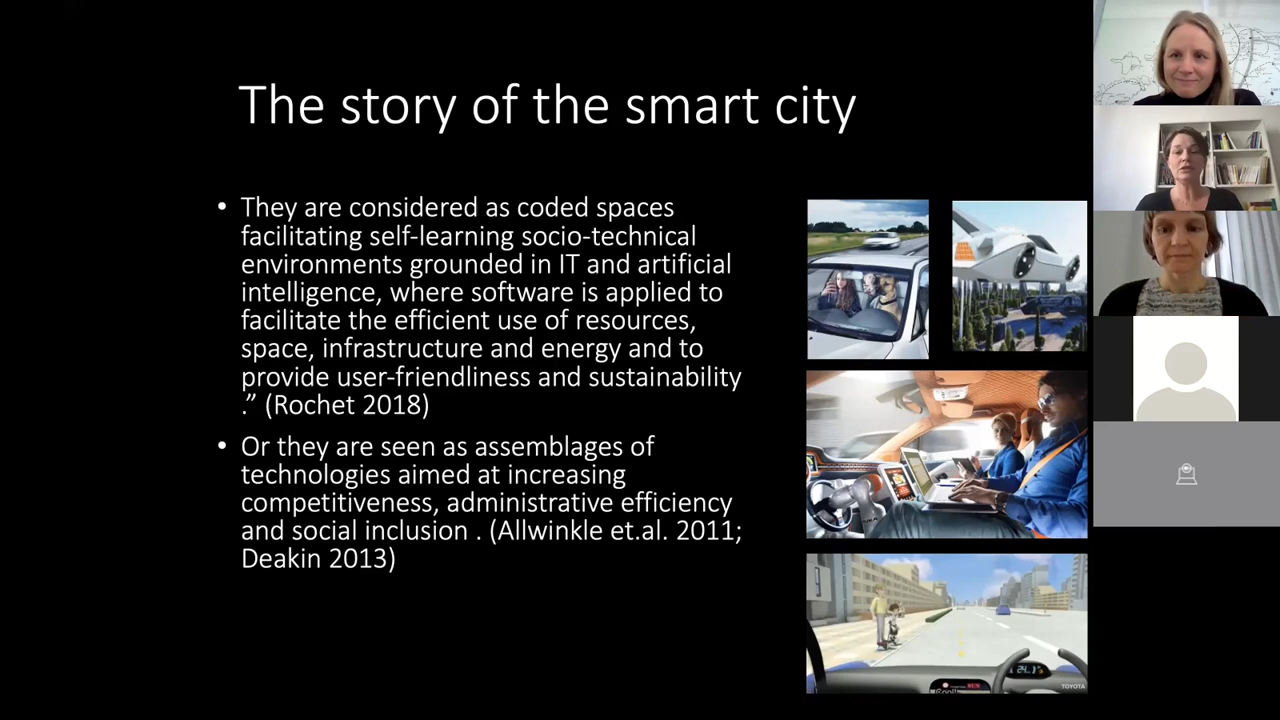 The story of the smart city
• They are considered as coded spaces
facilitating self-learning socio-technical
environments grounded in IT and artificial
intelligence, where software is applied to
facilitate the efficient use of resources,
space, infrastructure and energy and to
provide user-friendliness and sustainability
.” (Rochet 2018)
• Or they are seen as assemblages of
technologies aimed at increasing
competitiveness, administrative efficiency
and social inclusion . (Allwinkle et.al. 2011;
Deakin 2013)
TOYOTA